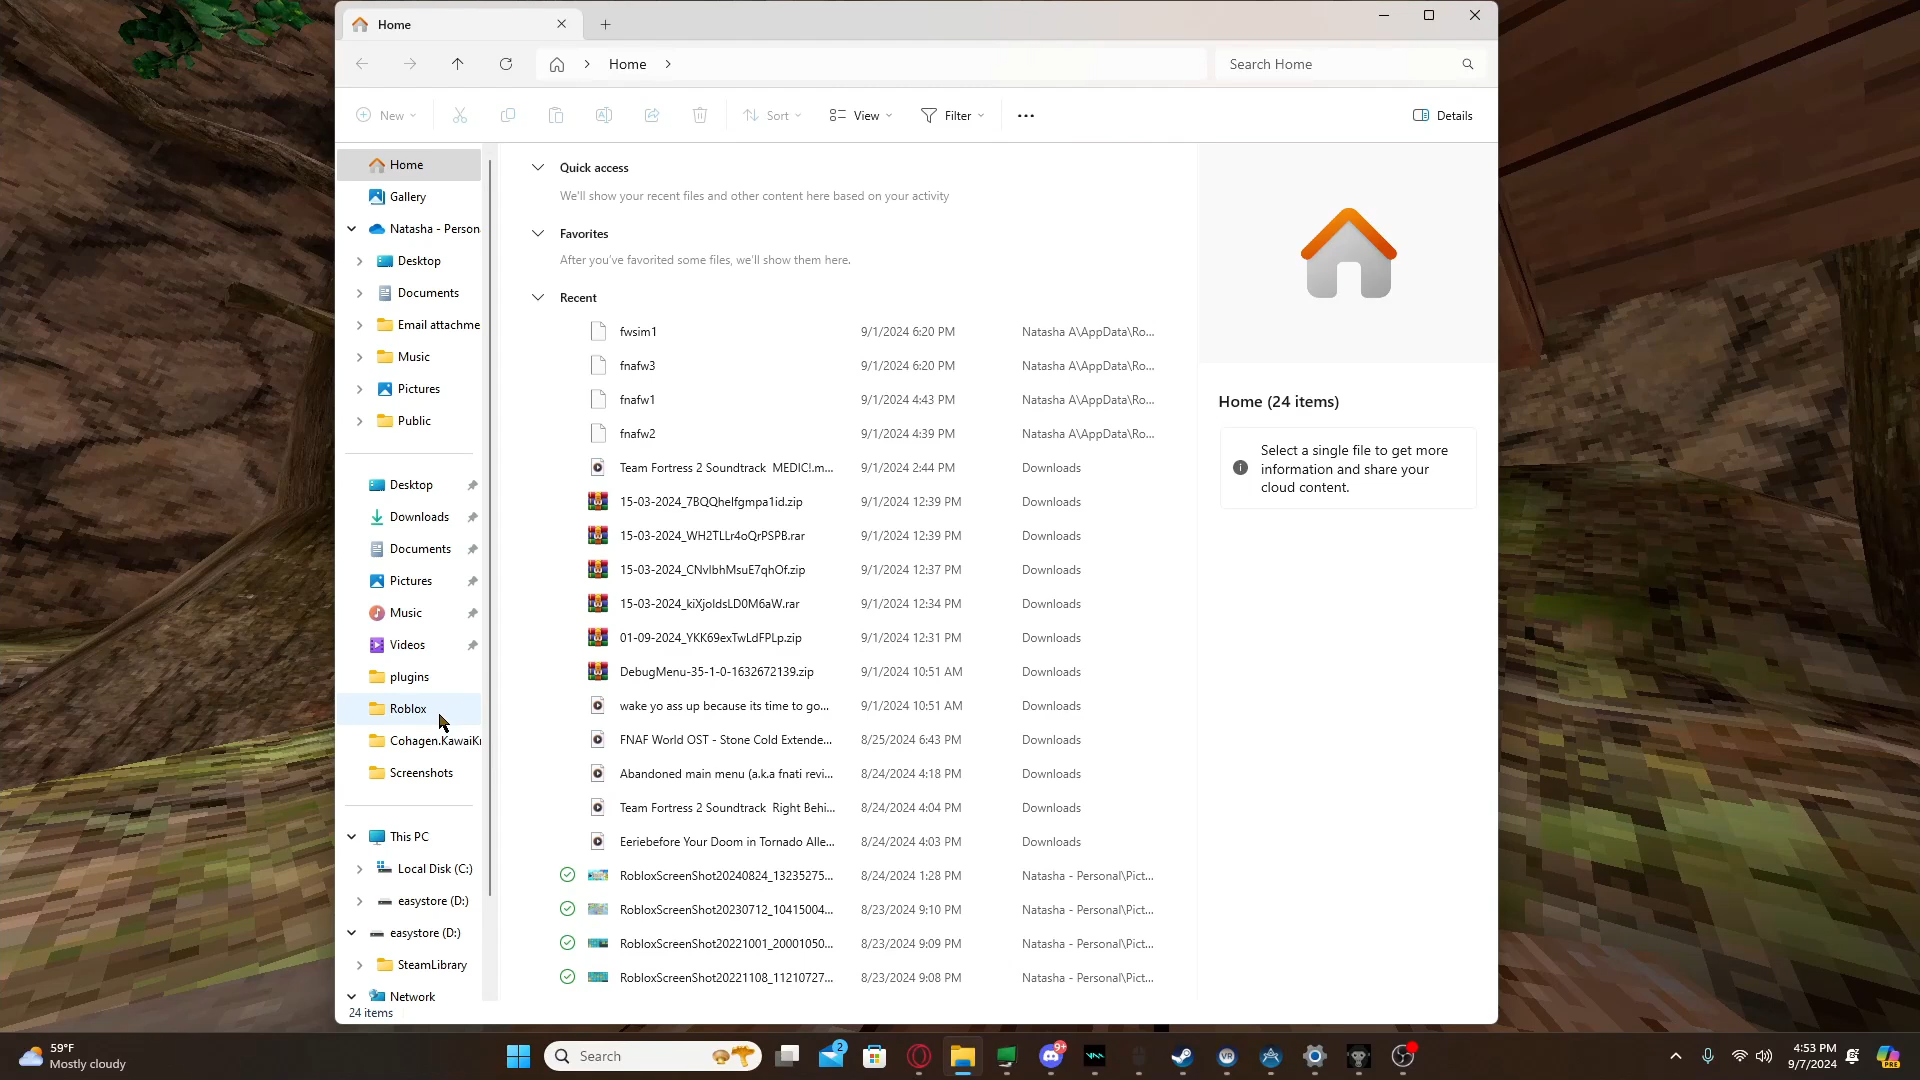 Home
Home
Search Home
New
Sort
View
Filter
Details
Home
Gallery
Natasha - Person
Desktop
Documents
Email attachme
Music
Pictures
Public
Desktop
Downloads
Documents
Pictures
Music
Videos
plugins
Roblox
Cohagen.KawaiKr
Screenshots
This PC
Local Disk (C:)
easystore (D:)
easystore (D:)
SteamLibrary
Network
24 items
Quick access
We'll show your recent files and other content here based on your activity
Favorites
After you've favorited some files, we'll show them here.
Recent
fwsim1 9/1/2024 6:20 PM Natasha A\AppData\Ro...
fnafw3 9/1/2024 6:20 PM Natasha A\AppData\Ro...
fnafw1 9/1/2024 4:43 PM Natasha A\AppData\Ro...
fnafw2 9/1/2024 4:39 PM Natasha A\AppData\Ro...
Team Fortress 2 Soundtrack MEDIC!.m... 9/1/2024 2:44 PM Downloads
15-03-2024_7BQQhelfgmpa1id.zip 9/1/2024 12:39 PM Downloads
15-03-2024_WH2TLLr4oQrPSPB.rar 9/1/2024 12:39 PM Downloads
15-03-2024_CNvlbhMsuE7qhOf.zip 9/1/2024 12:37 PM Downloads
15-03-2024_kiXjoldsLD0M6aW.rar 9/1/2024 12:34 PM Downloads
01-09-2024_YKK69exTwLdFPLp.zip 9/1/2024 12:31 PM Downloads
DebugMenu-35-1-0-1632672139.zip 9/1/2024 10:51 AM Downloads
wake yo ass up because its time to go... 9/1/2024 10:51 AM Downloads
FNAF World OST - Stone Cold Extende... 8/25/2024 6:43 PM Downloads
Abandoned main menu (a.k.a fnati revi... 8/24/2024 4:18 PM Downloads
Team Fortress 2 Soundtrack Right Behi... 8/24/2024 4:04 PM Downloads
Eeriebefore Your Doom in Tornado Alle... 8/24/2024 4:03 PM Downloads
RobloxScreenShot20240824_13235275... 8/24/2024 1:28 PM Natasha - Personal\Pict...
RobloxScreenShot20230712_10415004... 8/23/2024 9:10 PM Natasha - Personal\Pict...
RobloxScreenShot20221001_20001050... 8/23/2024 9:09 PM Natasha - Personal\Pict...
RobloxScreenShot20221108_11210727... 8/23/2024 9:08 PM Natasha - Personal\Pict...
Home (24 items)
Select a single file to get more
information and share your
cloud content.
59°F
Mostly cloudy
Search
2
9+
VR
4:53 PM
9/7/2024
PRE